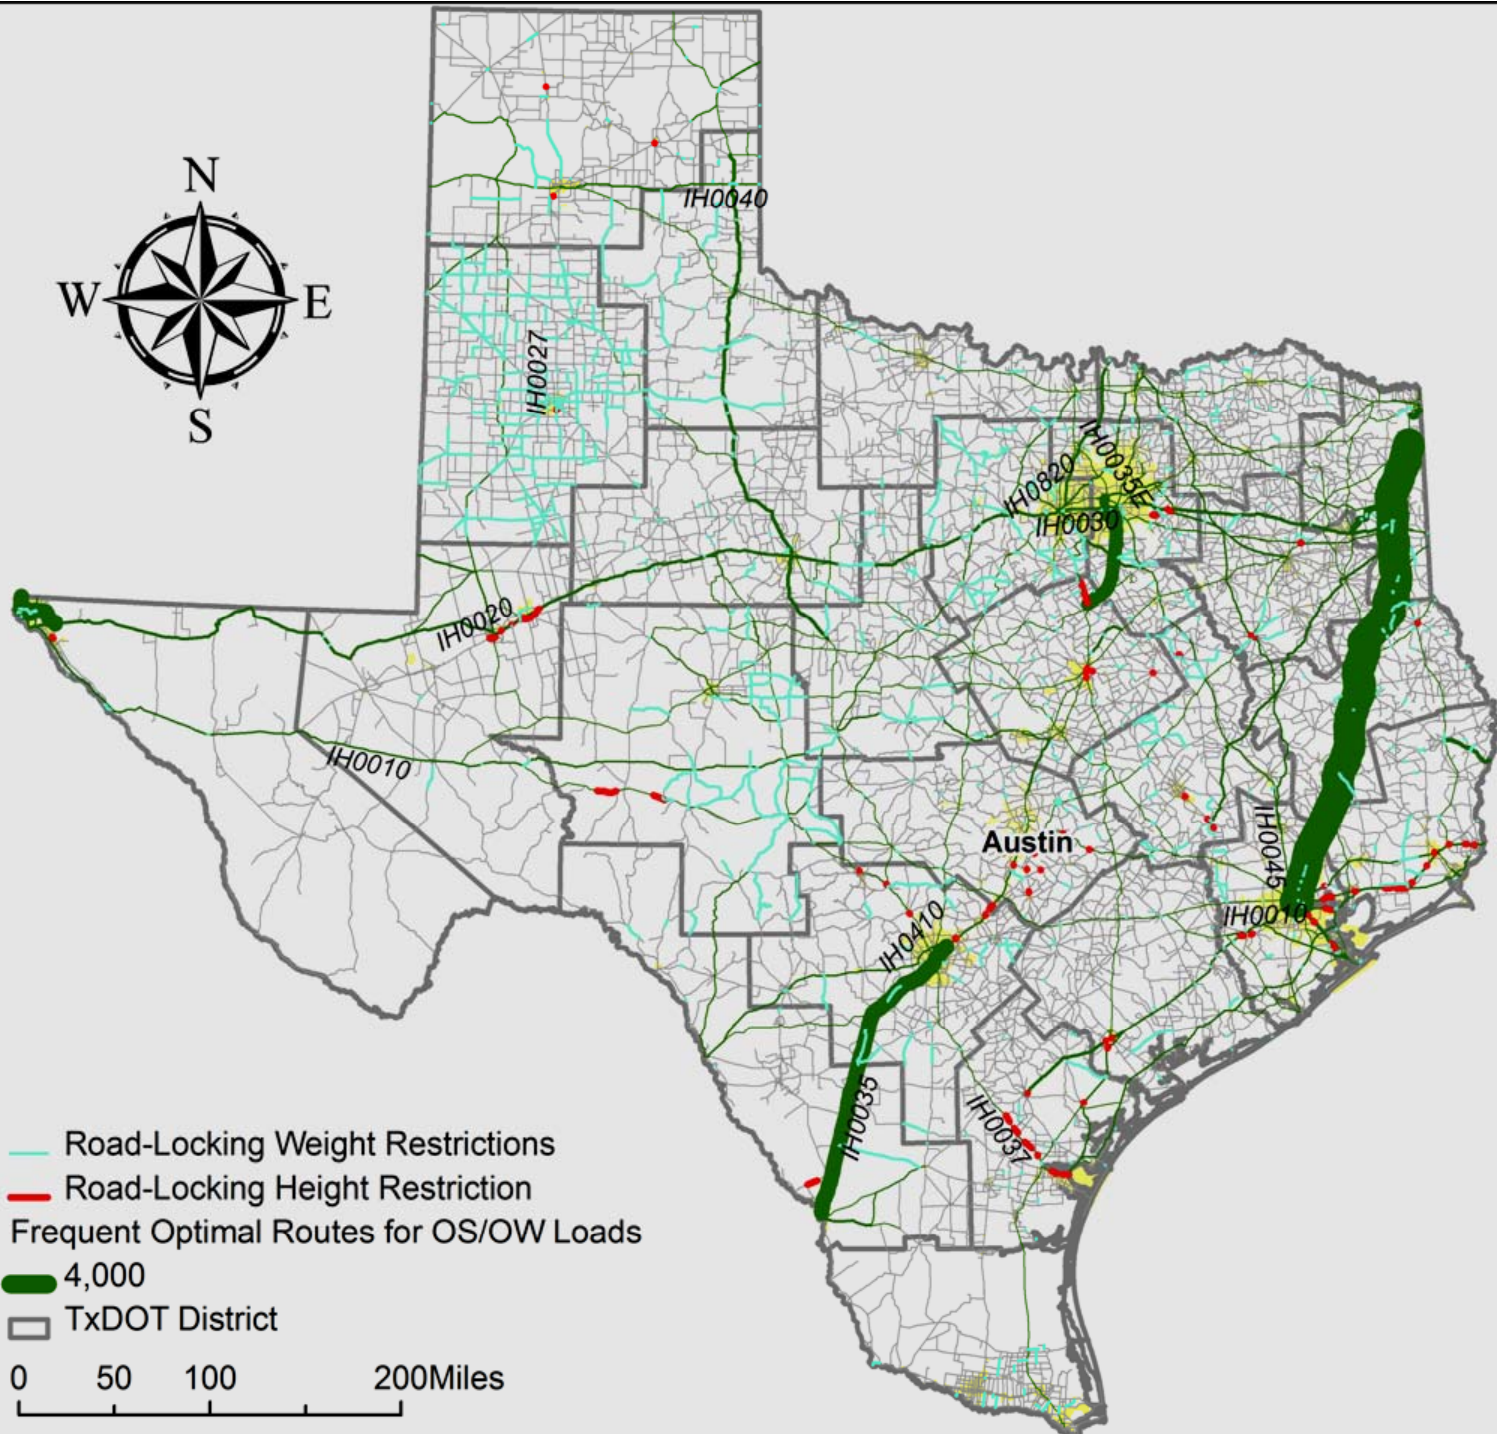 N
W
E
S
IH0040
IH0027
IH0035E
IH0820
IH0030
IH0020
IH0010
Austin
IH0045
IH0010
IH0410
IH0035
IH0037
Road-Locking Weight Restrictions
Road-Locking Height Restriction
Frequent Optimal Routes for OS/OW Loads
4,000
TxDOT District
0 50 100 200Miles